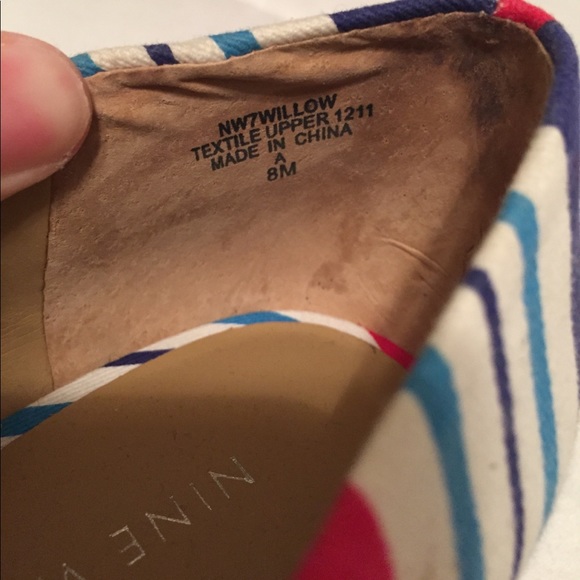 NW7WILLOW
TEXTILE UPPER 1211
MADE IN CHINA
A
8M
NINE